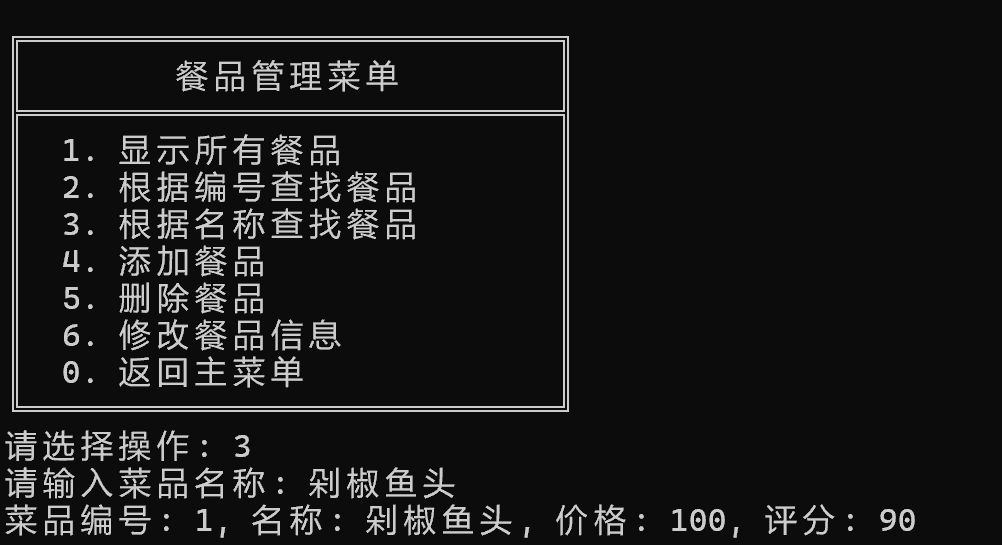 餐品管理菜单
1. 显示所有餐品
2. 根据编号查找餐品
3. 根据名称查找餐品
4. 添加餐品
5. 删除餐品
6. 修改餐品信息
0. 返回主菜单
请选择操作: 3
请输入菜品名称: 剁椒鱼头
菜品编号: 1, 名称: 剁椒鱼头, 价格: 100, 评分: 90